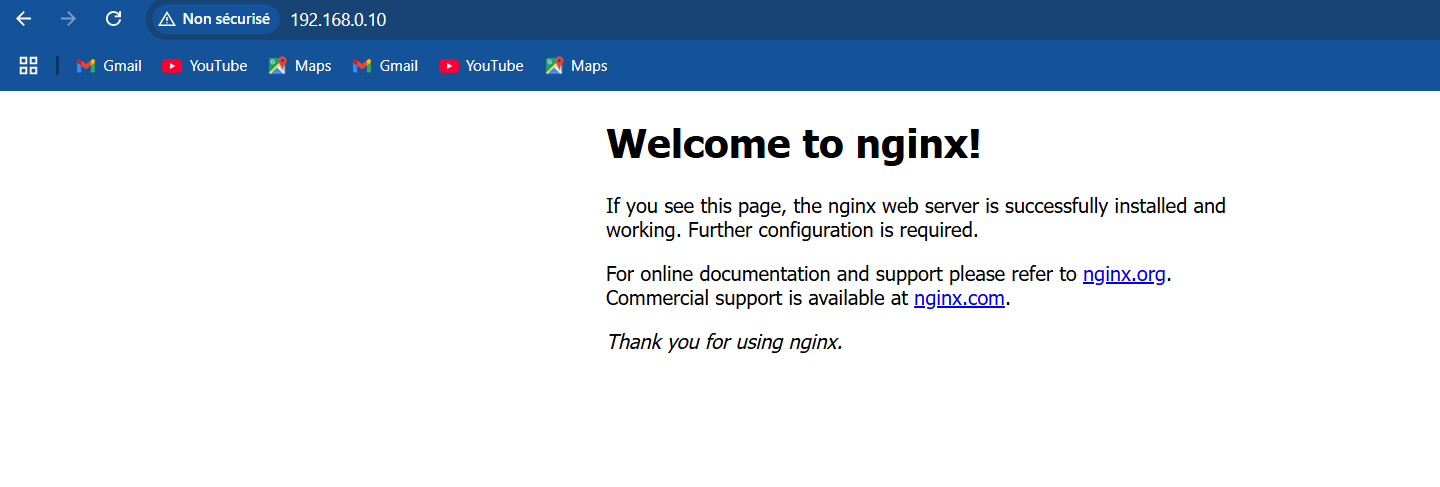 Non sécurisé 192.168.0.10
Gmail YouTube Maps Gmail YouTube Maps
Welcome to nginx!
If you see this page, the nginx web server is successfully installed and
working. Further configuration is required.
For online documentation and support please refer to nginx.org.
Commercial support is available at nginx.com.
Thank you for using nginx.